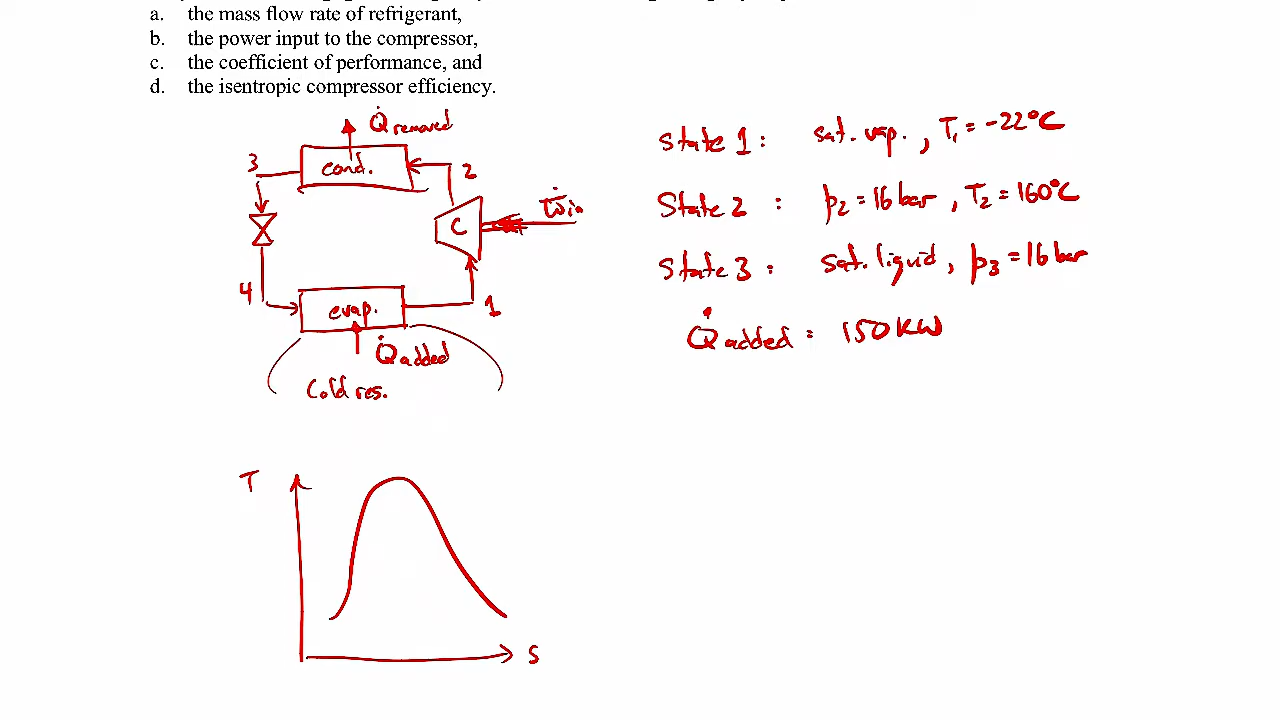 a. the mass flow rate of refrigerant,
b. the power input to the compressor,
c. the coefficient of performance, and
d. the isentropic compressor efficiency.
Q̇ removed
3
cond.
2
C
Ẇin
4
evap.
1
Q̇ added
Cold res.
State 1: sat. vap., T₁ = -22°C
State 2: p₂ = 16 bar, T₂ = 160°C
State 3: sat. liquid, p₃ = 16 bar
Q̇ added = 150 kW
T
s